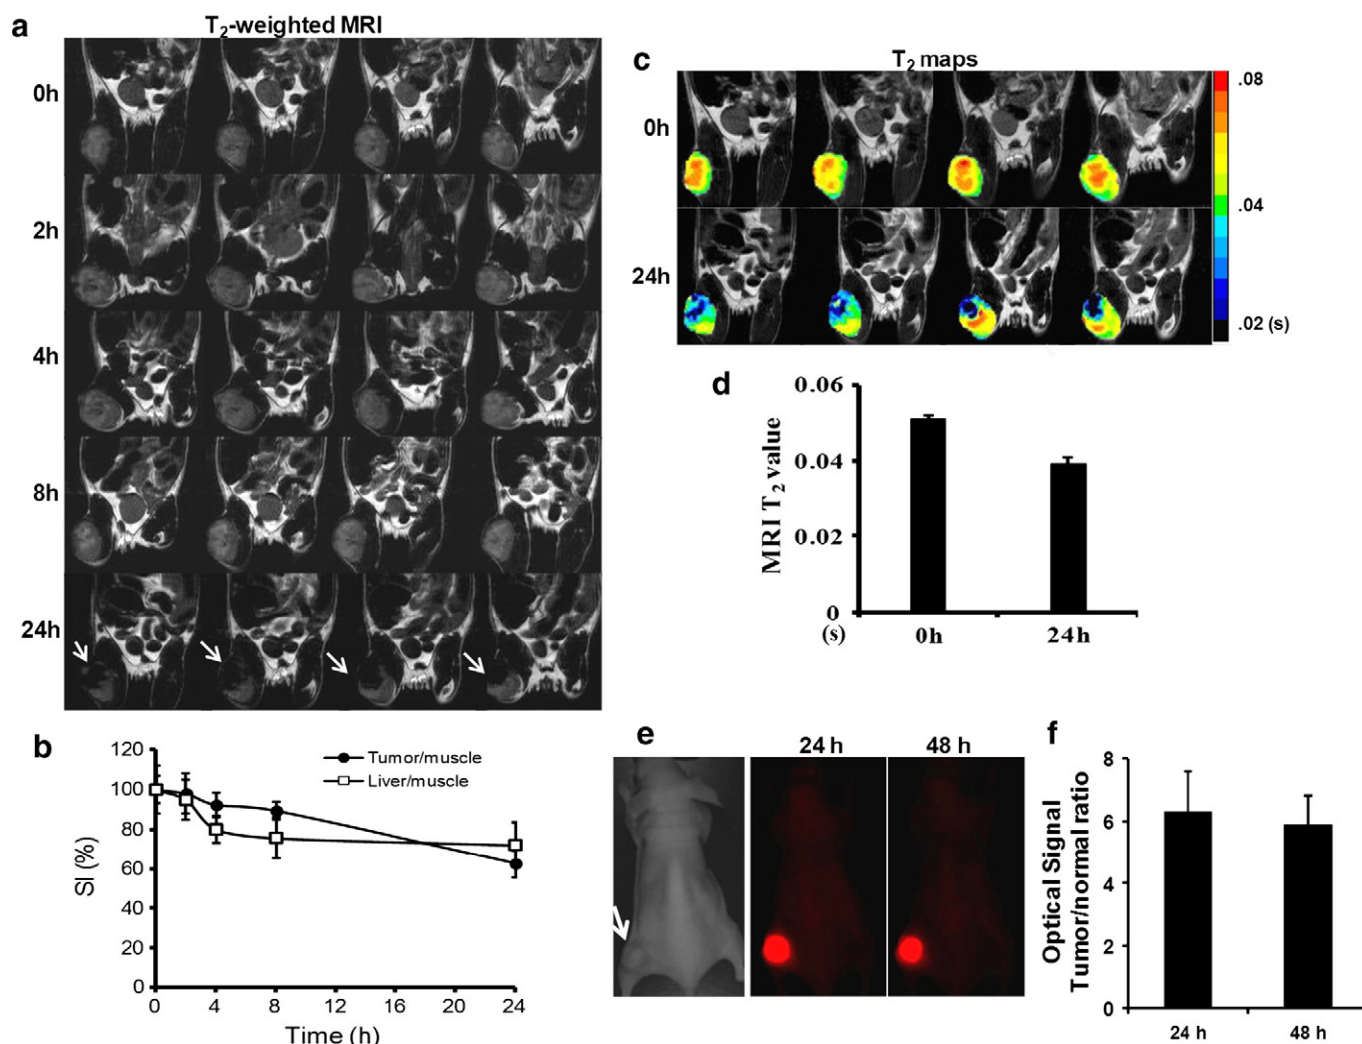 a
T2-weighted MRI
0h
2h
4h
8h
24h
b
120
100
80
60
40
20
0
SI (%)
Tumor/muscle
Liver/muscle
0
4
8
12
16
20
24
Time (h)
c
T2 maps
0h
24h
.08
.04
.02 (s)
d
0.06
0.04
0.02
0
(s)
MRI T2 value
0h
24h
e
24 h
48 h
f
8
6
4
2
0
Optical Signal
Tumor/normal ratio
24 h
48 h